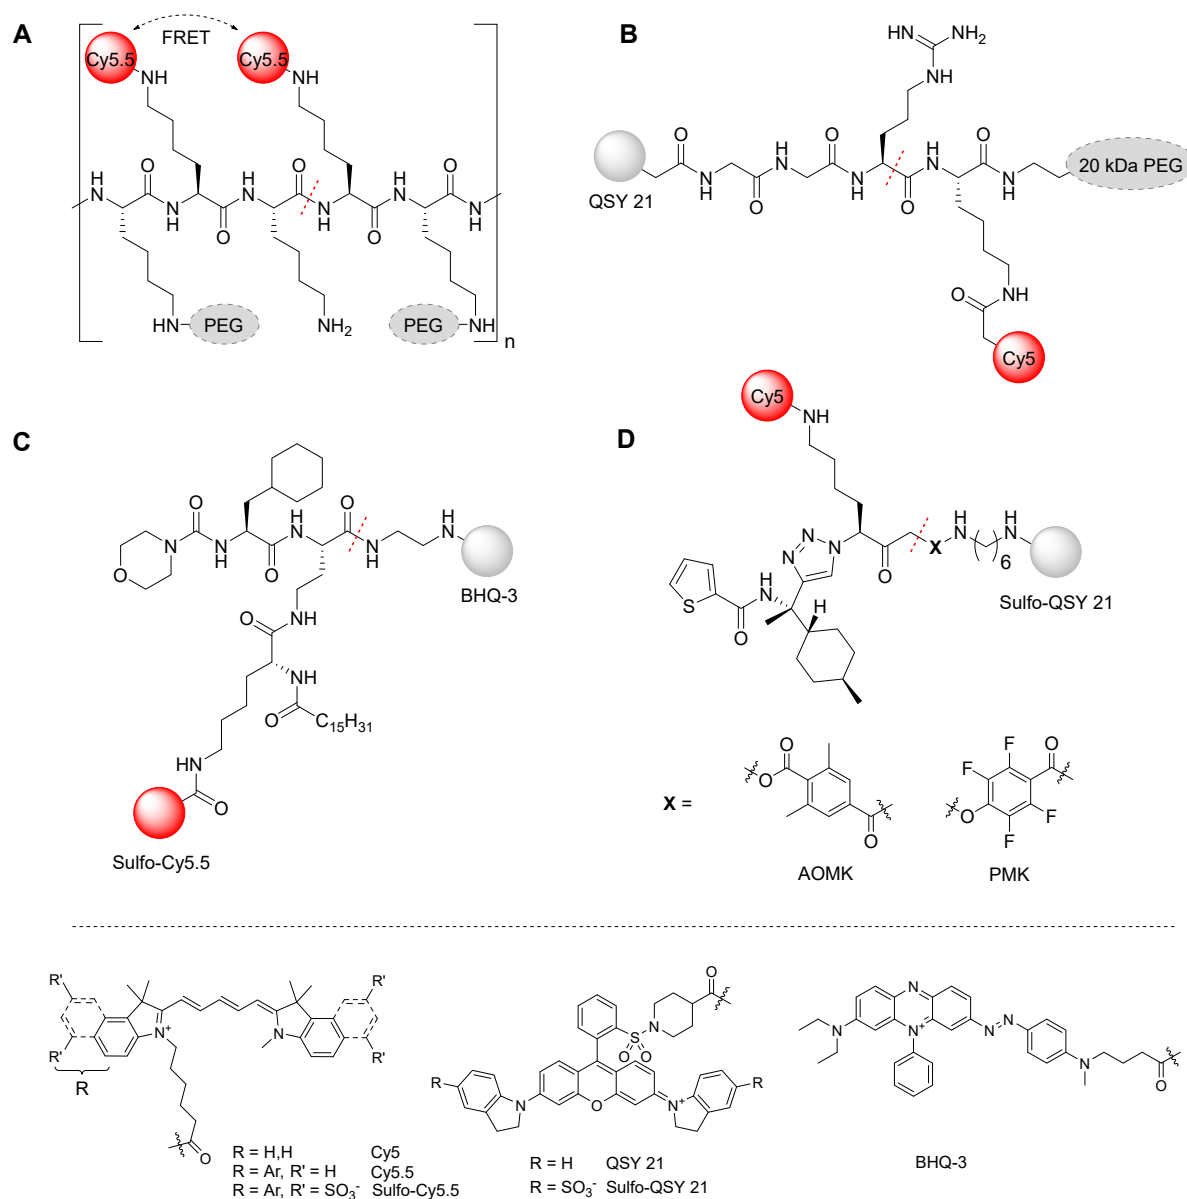 A
FRET
Cy5.5
Cy5.5
NH
NH
H
N
O
N
H
O
H
N
O
N
H
O
H
N
O
N
H
HN
PEG
NH2
PEG
NH
n
B
HN
NH2
NH
QSY 21
O
N
H
O
H
N
O
N
H
O
H
N
O
N
H
20 kDa PEG
NH
O
Cy5
C
O
N
O
N
H
O
H
N
O
N
H
H
N
BHQ-3
NH
O
NH
O
C15H31
HN
O
Sulfo-Cy5.5
D
Cy5
NH
N
N
N
O
X
H
N
6
H
N
Sulfo-QSY 21
S
O
H
N
H
X =
O
O
O
AOMK
F
F
F
F
O
O
PMK
R'
R'
R'
R'
N+
N
R
O
R = H,H Cy5
R = Ar, R' = H Cy5.5
R = Ar, R' = SO3- Sulfo-Cy5.5
O
N
S
O O
R
N
O
N+
R
R = H QSY 21
R = SO3- Sulfo-QSY 21
N
N
N+
N
N
N
O
BHQ-3